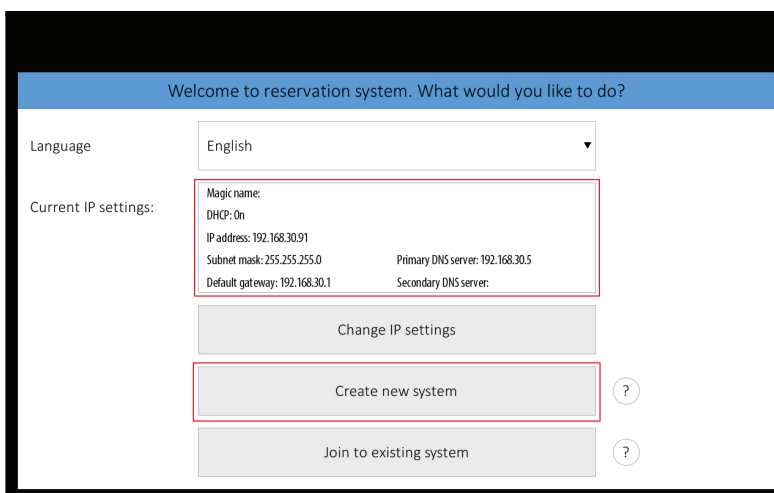 Welcome to reservation system. What would you like to do?
Language
English
Current IP settings:
Magic name:
DHCP: On
IP address: 192.168.30.91
Subnet mask: 255.255.255.0 Primary DNS server: 192.168.30.5
Default gateway: 192.168.30.1 Secondary DNS server:
Change IP settings
Create new system ?
Join to existing system ?